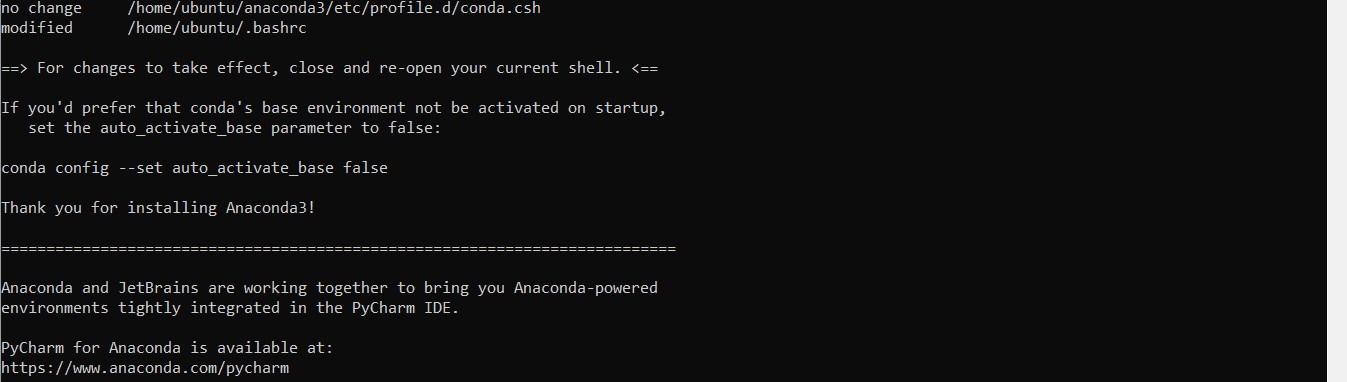 no change     /home/ubuntu/anaconda3/etc/profile.d/conda.csh
modified      /home/ubuntu/.bashrc
==> For changes to take effect, close and re-open your current shell. <==
If you'd prefer that conda's base environment not be activated on startup,
   set the auto_activate_base parameter to false:
conda config --set auto_activate_base false
Thank you for installing Anaconda3!
===========================================================================
Anaconda and JetBrains are working together to bring you Anaconda-powered
environments tightly integrated in the PyCharm IDE.
PyCharm for Anaconda is available at:
https://www.anaconda.com/pycharm